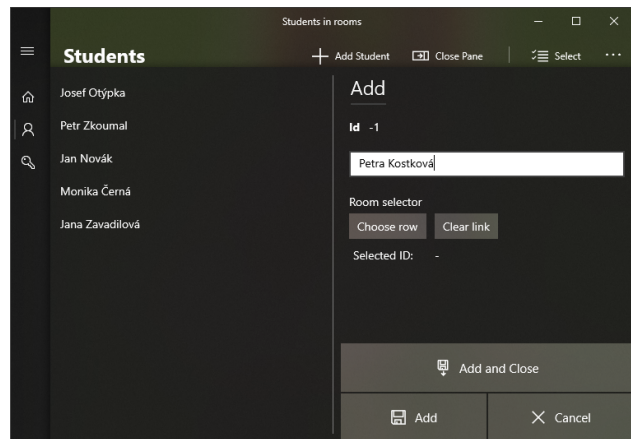 Students in rooms
Students
Add Student
Close Pane
Select
Josef Otýpka
Petr Zkoumal
Jan Novák
Monika Černá
Jana Zavadilová
Add
Id -1
Petra Kostková
Room selector
Choose row
Clear link
Selected ID: -
Add and Close
Add
Cancel